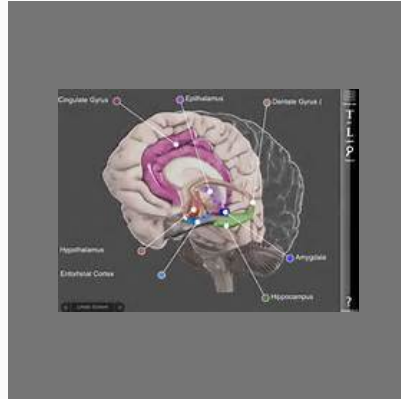 Cingulate Gyrus
Epithalamus
Dentate Gyrus (
Hypothalamus
Entorhinal Cortex
Amygdala
Hippocampus
T
L
?